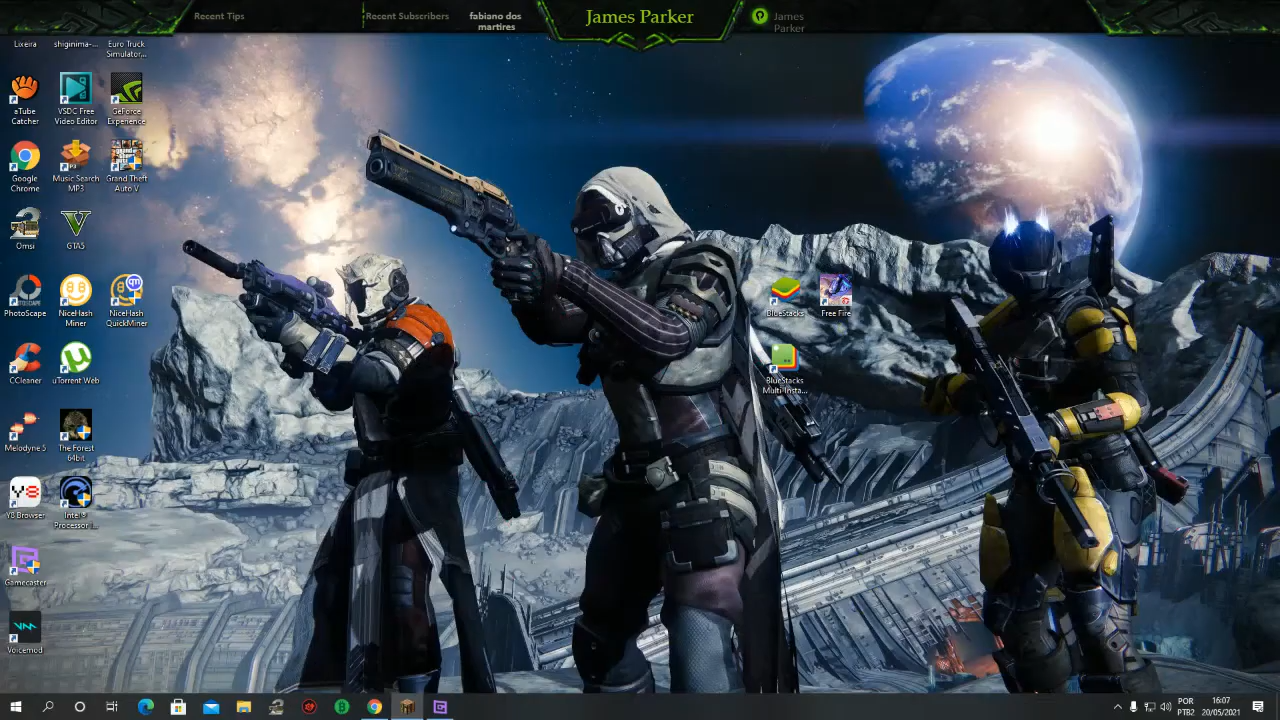 Recent Tips
Recent Subscribers
fabiano dos
martires
James Parker
James
Parker
Lixeira
shiginima-...
Euro Truck
Simulator...
aTube
Catcher
VSDC Free
Video Editor
GeForce
Experience
Google
Chrome
Music Search
MP3
Grand Theft
Auto V
Omsi
GTA5
PhotoScape
NiceHash
Miner
NiceHash
QuickMiner
BlueStacks
Free Fire
CCleaner
uTorrent Web
BlueStacks
Multi-Insta...
Melodyne 5
The Forest
64bit
Y8 Browser
Intel®
Processor I...
Gamecaster
Voicemod
POR
PTB2
16:07
20/05/2021